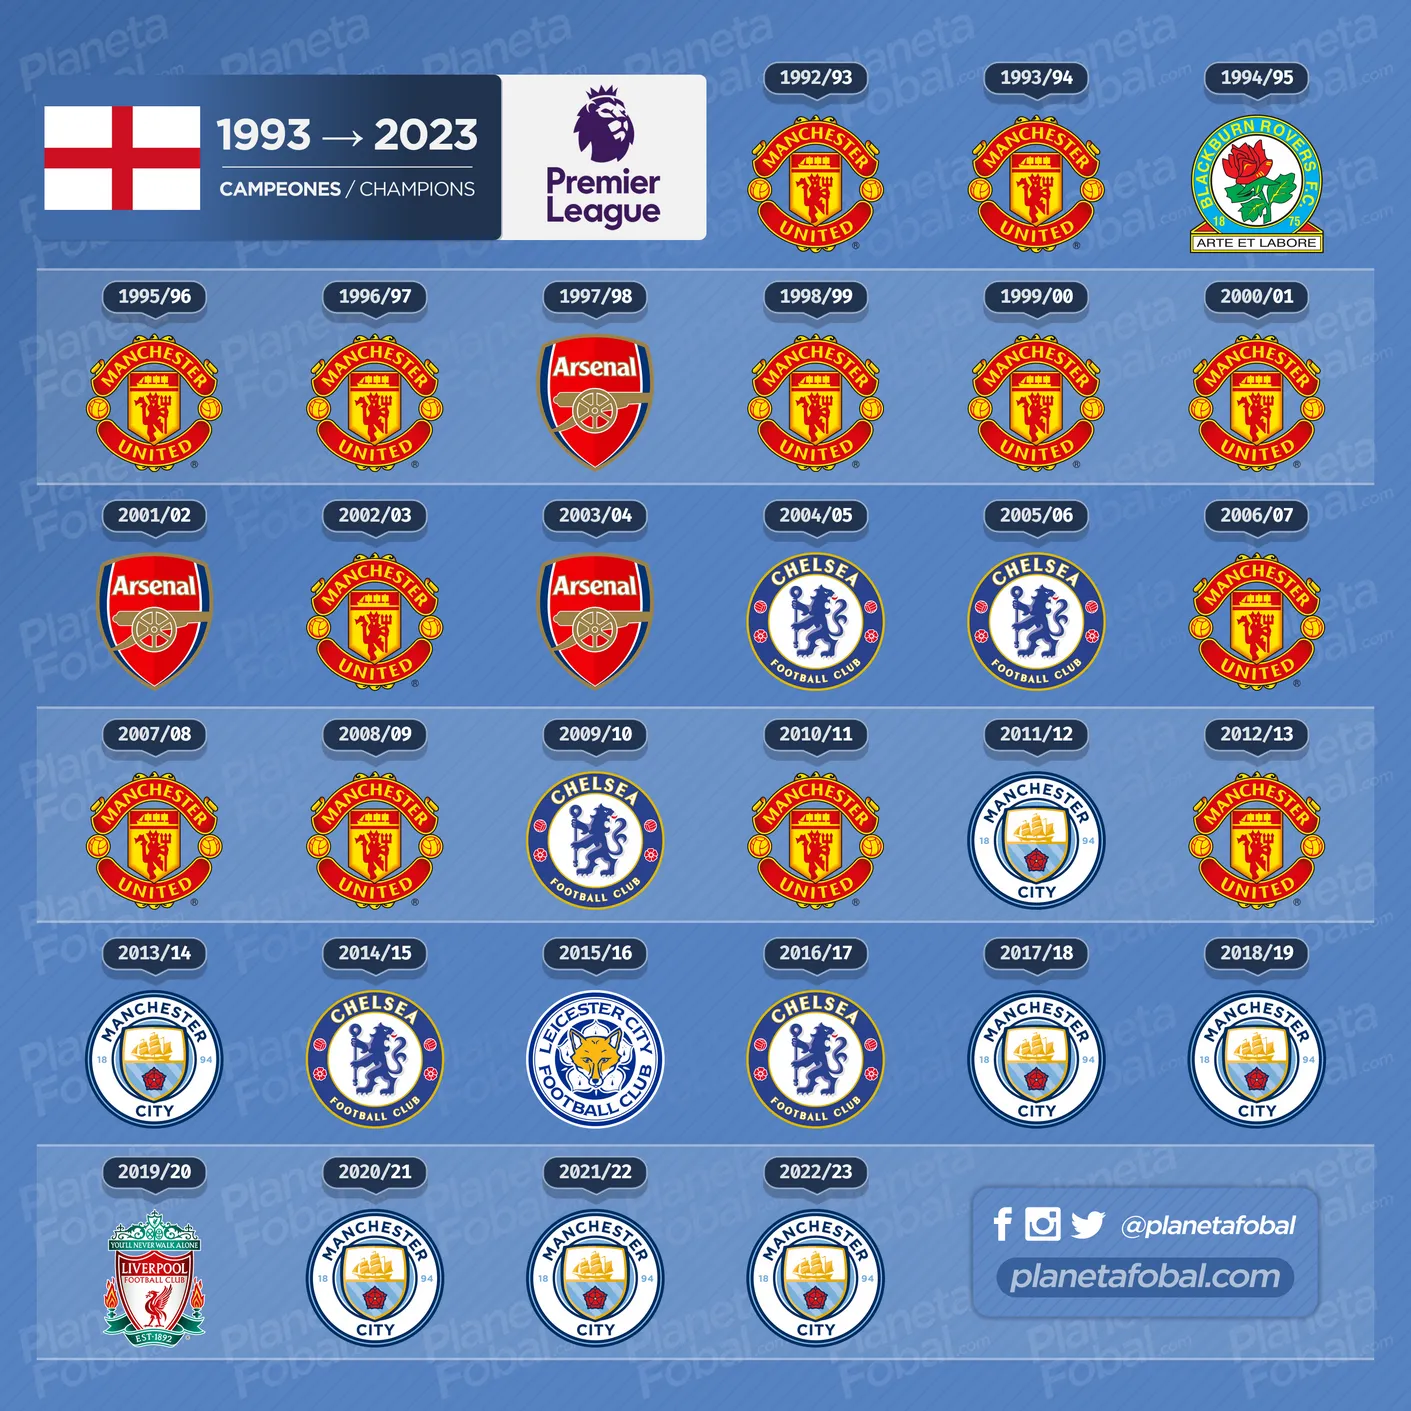 1993 → 2023
CAMPEONES / CHAMPIONS
Premier
League
1992/93
MANCHESTER
UNITED
®
1993/94
MANCHESTER
UNITED
®
1994/95
BLACKBURN ROVERS F.C.
18 75
ARTE ET LABORE
1995/96
MANCHESTER
UNITED
®
1996/97
MANCHESTER
UNITED
®
1997/98
Arsenal
1998/99
MANCHESTER
UNITED
®
1999/00
MANCHESTER
UNITED
®
2000/01
MANCHESTER
UNITED
®
2001/02
Arsenal
2002/03
MANCHESTER
UNITED
®
2003/04
Arsenal
2004/05
CHELSEA
FOOTBALL CLUB
2005/06
CHELSEA
FOOTBALL CLUB
2006/07
MANCHESTER
UNITED
®
2007/08
MANCHESTER
UNITED
®
2008/09
MANCHESTER
UNITED
®
2009/10
CHELSEA
FOOTBALL CLUB
2010/11
MANCHESTER
UNITED
®
2011/12
MANCHESTER
18 94
CITY
2012/13
MANCHESTER
UNITED
®
2013/14
MANCHESTER
18 94
CITY
2014/15
CHELSEA
FOOTBALL CLUB
2015/16
LEICESTER CITY
FOOTBALL CLUB
2016/17
CHELSEA
FOOTBALL CLUB
2017/18
MANCHESTER
18 94
CITY
2018/19
MANCHESTER
18 94
CITY
2019/20
YOU'LL NEVER WALK ALONE
LIVERPOOL
FOOTBALL CLUB
EST·1892
2020/21
MANCHESTER
18 94
CITY
2021/22
MANCHESTER
18 94
CITY
2022/23
MANCHESTER
18 94
CITY
@planetafobal
planetafobal.com
Planeta
Fobal.com